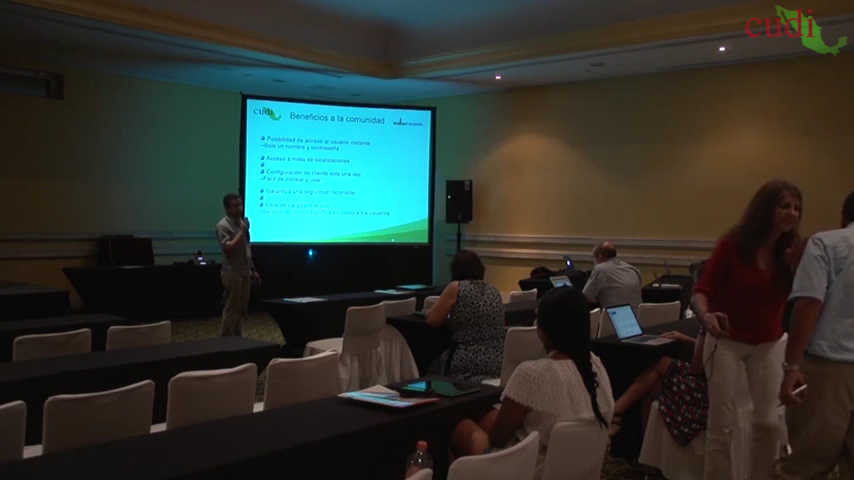 cudi
cudi
Beneficios a la comunidad
Posibilidad de acceso al usuario visitante
–Solo un nombre y contraseña
Acceso a miles de localizaciones
Configuración de cliente solo una vez
–Fácil de instalar y usar
Garantiza una seguridad razonable